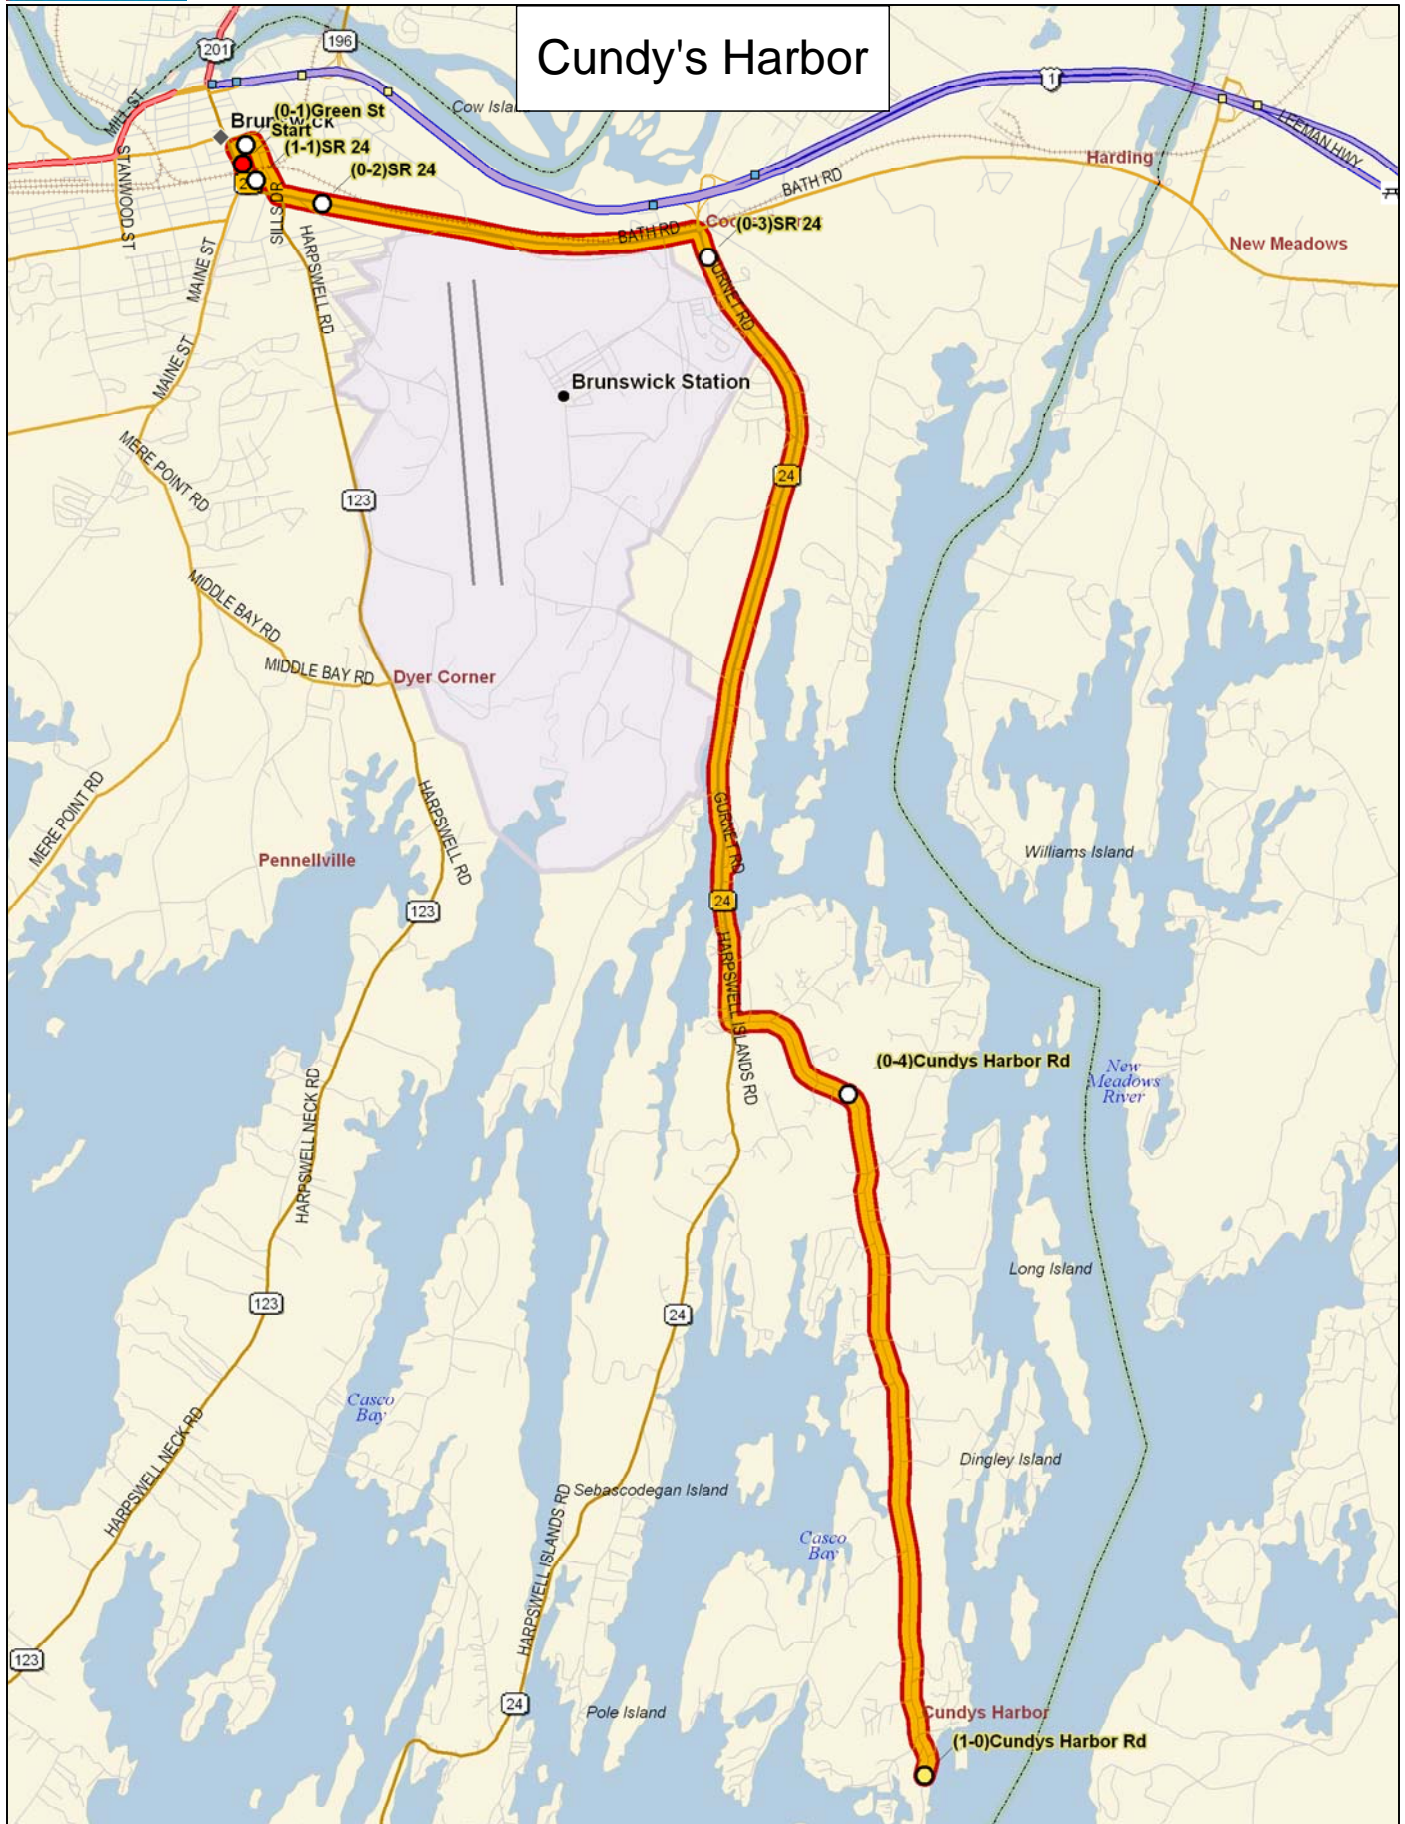 Cundy's Harbor
201
196
1
Cow Island
MILL ST
Brunswick
(0-1)Green St
Start
(1-1)SR 24
(0-2)SR 24
STANWOOD ST
SILLS DR
LEEMAN HWY
Harding
BATH RD
BATH RD
(0-3)SR 24
New Meadows
MAINE ST
HARPSWELL RD
GURNET RD
MAINE ST
Brunswick Station
24
MERE POINT RD
123
MIDDLE BAY RD
MIDDLE BAY RD
Dyer Corner
MERE POINT RD
HARPSWELL RD
GURNET RD
Pennellville
Williams Island
24
123
HARPSWELL ISLANDS RD
(0-4)Cundys Harbor Rd
New
Meadows
River
HARPSWELL NECK RD
Long Island
123
24
Casco
Bay
HARPSWELL NECK RD
Dingley Island
Sebascodegan Island
Casco
Bay
HARPSWELL ISLANDS RD
123
24
Pole Island
Cundys Harbor
(1-0)Cundys Harbor Rd